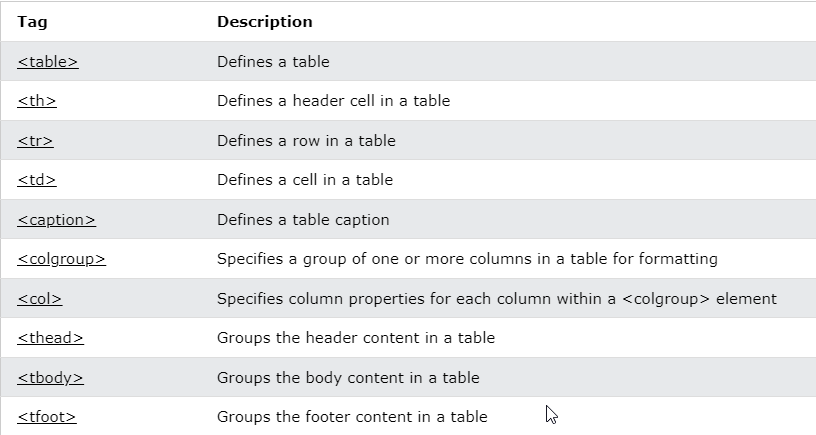 Tag Description
<table> Defines a table
<th> Defines a header cell in a table
<tr> Defines a row in a table
<td> Defines a cell in a table
<caption> Defines a table caption
<colgroup> Specifies a group of one or more columns in a table for formatting
<col> Specifies column properties for each column within a <colgroup> element
<thead> Groups the header content in a table
<tbody> Groups the body content in a table
<tfoot> Groups the footer content in a table